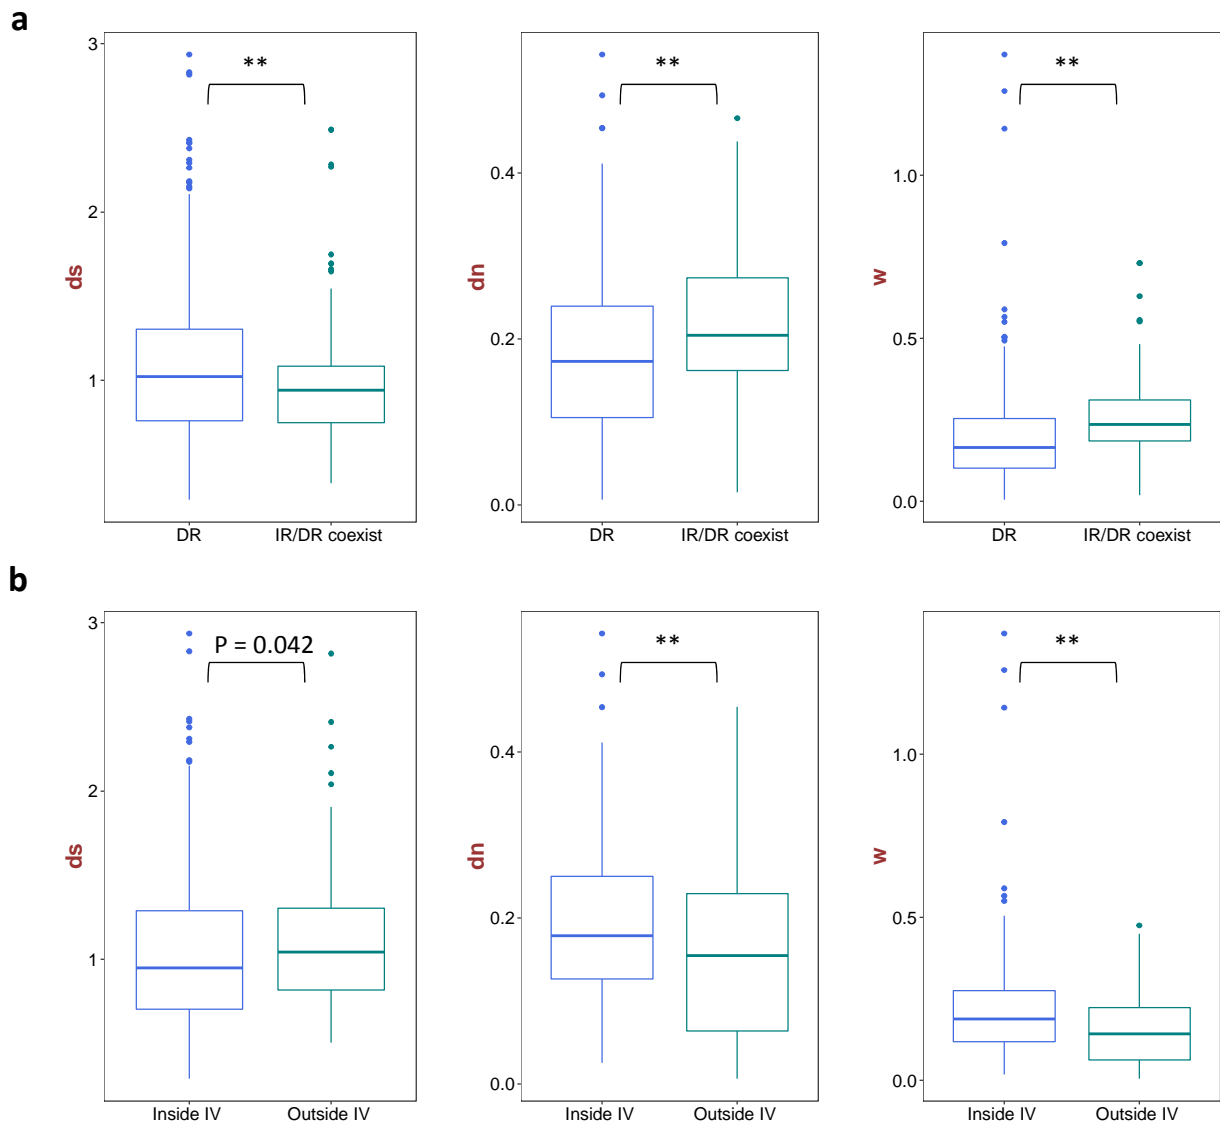 a
3
2
1
ds
**
DR
IR/DR coexist
0.4
0.2
0.0
dn
**
DR
IR/DR coexist
1.0
0.5
0.0
w
**
DR
IR/DR coexist
b
3
2
1
ds
P = 0.042
Inside IV
Outside IV
0.4
0.2
0.0
dn
**
Inside IV
Outside IV
1.0
0.5
0.0
w
**
Inside IV
Outside IV